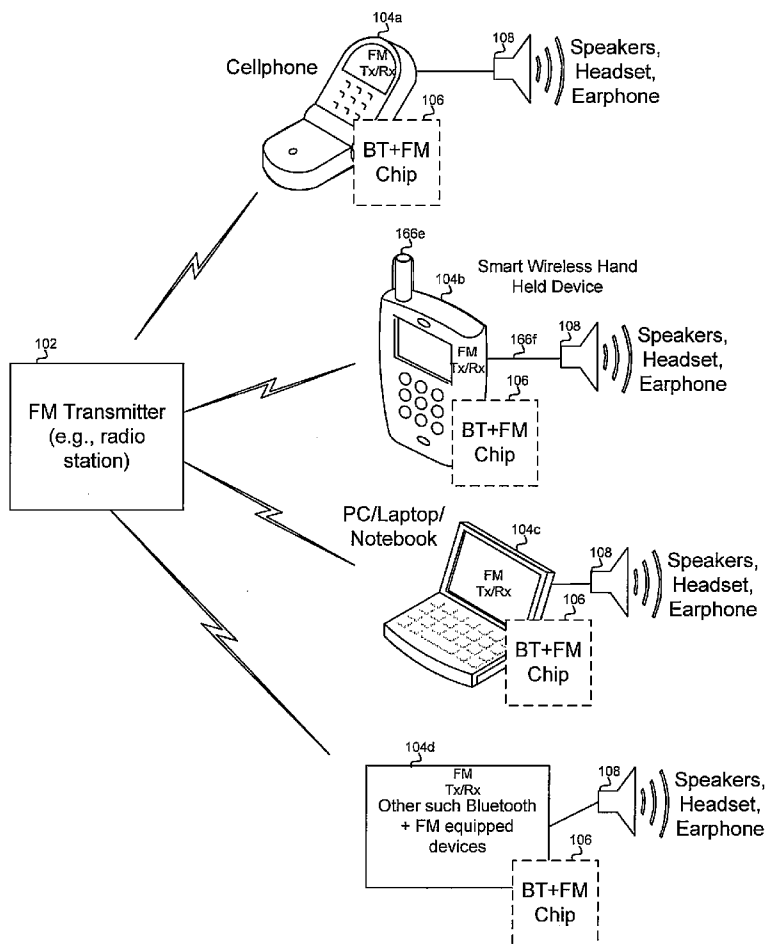 104a
Cellphone
FM
Tx/Rx
108
Speakers,
Headset,
Earphone
106
BT+FM
Chip
166e
104b
Smart Wireless Hand
Held Device
FM
Tx/Rx
166f
108
Speakers,
Headset,
Earphone
106
BT+FM
Chip
102
FM Transmitter
(e.g., radio
station)
PC/Laptop/
Notebook
104c
FM
Tx/Rx
108
Speakers,
Headset,
Earphone
106
BT+FM
Chip
104d
FM
Tx/Rx
Other such Bluetooth
+ FM equipped
devices
108
Speakers,
Headset,
Earphone
106
BT+FM
Chip